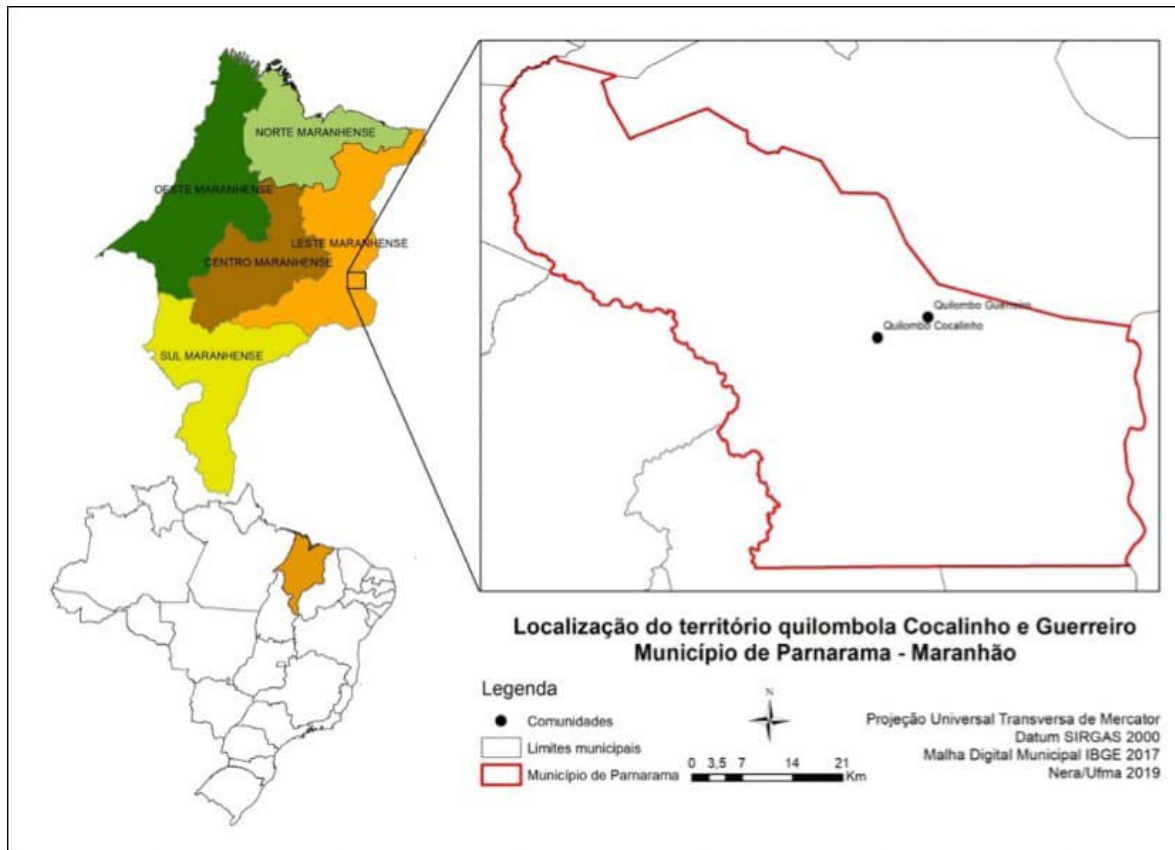 NORTE MARANHENSE
OESTE MARANHENSE
LESTE MARANHENSE
CENTRO MARANHENSE
SUL MARANHENSE
Quilombo Guerreiro
Quilombo Cocalinho
Localização do território quilombola Cocalinho e Guerreiro
Município de Parnarama - Maranhão
Legenda
Comunidades
Limites municipais
Município de Parnarama
N
0 3,5 7 14 21
Km
Projeção Universal Transversa de Mercator
Datum SIRGAS 2000
Malha Digital Municipal IBGE 2017
Nera/Ufma 2019